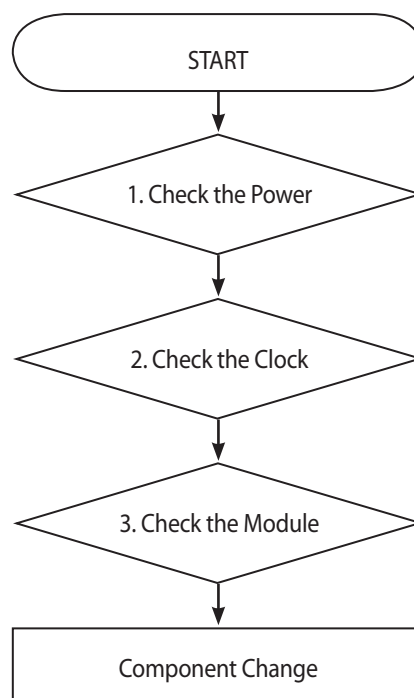 START
1. Check the Power
2. Check the Clock
3. Check the Module
Component Change